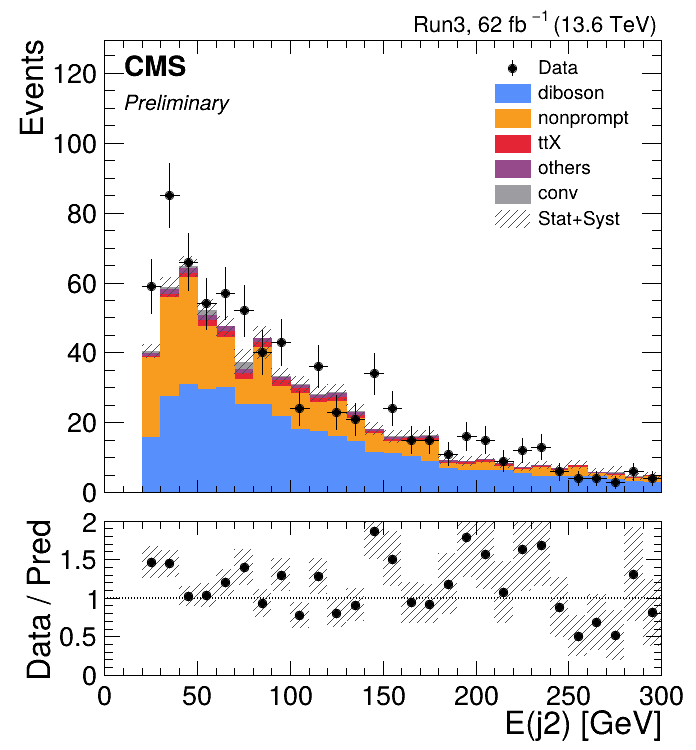 Run3, 62 fb⁻¹ (13.6 TeV)
Events
CMS
Preliminary
Data
diboson
nonprompt
ttX
others
conv
Stat+Syst
120
100
80
60
40
20
0
Data / Pred
2
1.5
1
0.5
0
0 50 100 150 200 250 300
E(j2) [GeV]